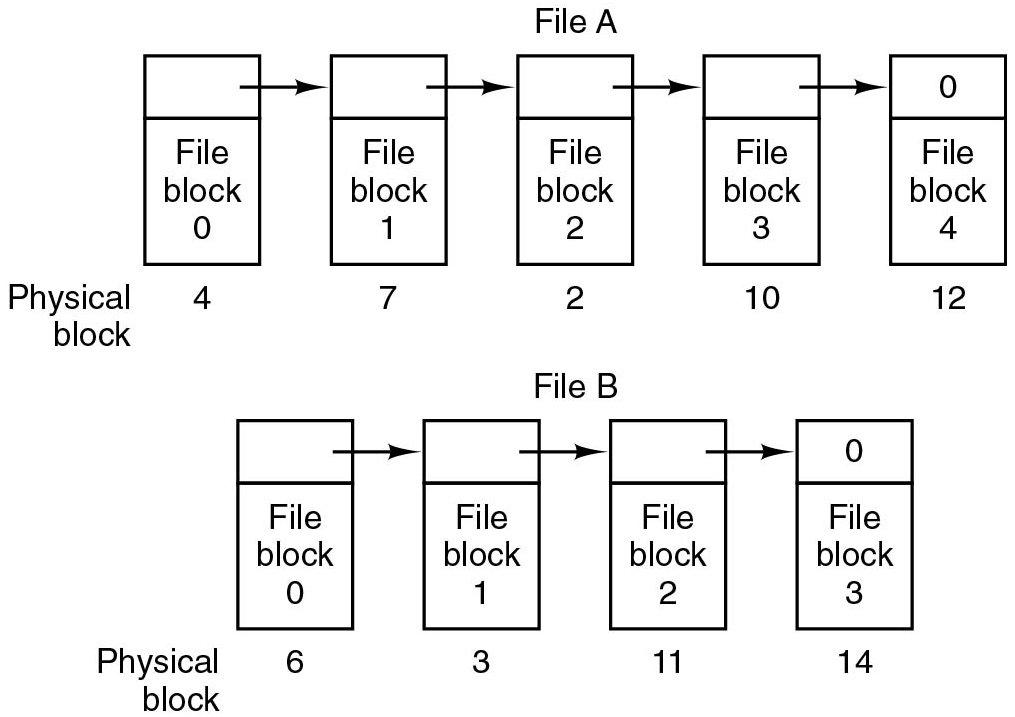 File A
0
File File File File File
block block block block block
0 1 2 3 4
Physical block 4 7 2 10 12
File B
0
File File File File
block block block block
0 1 2 3
Physical block 6 3 11 14